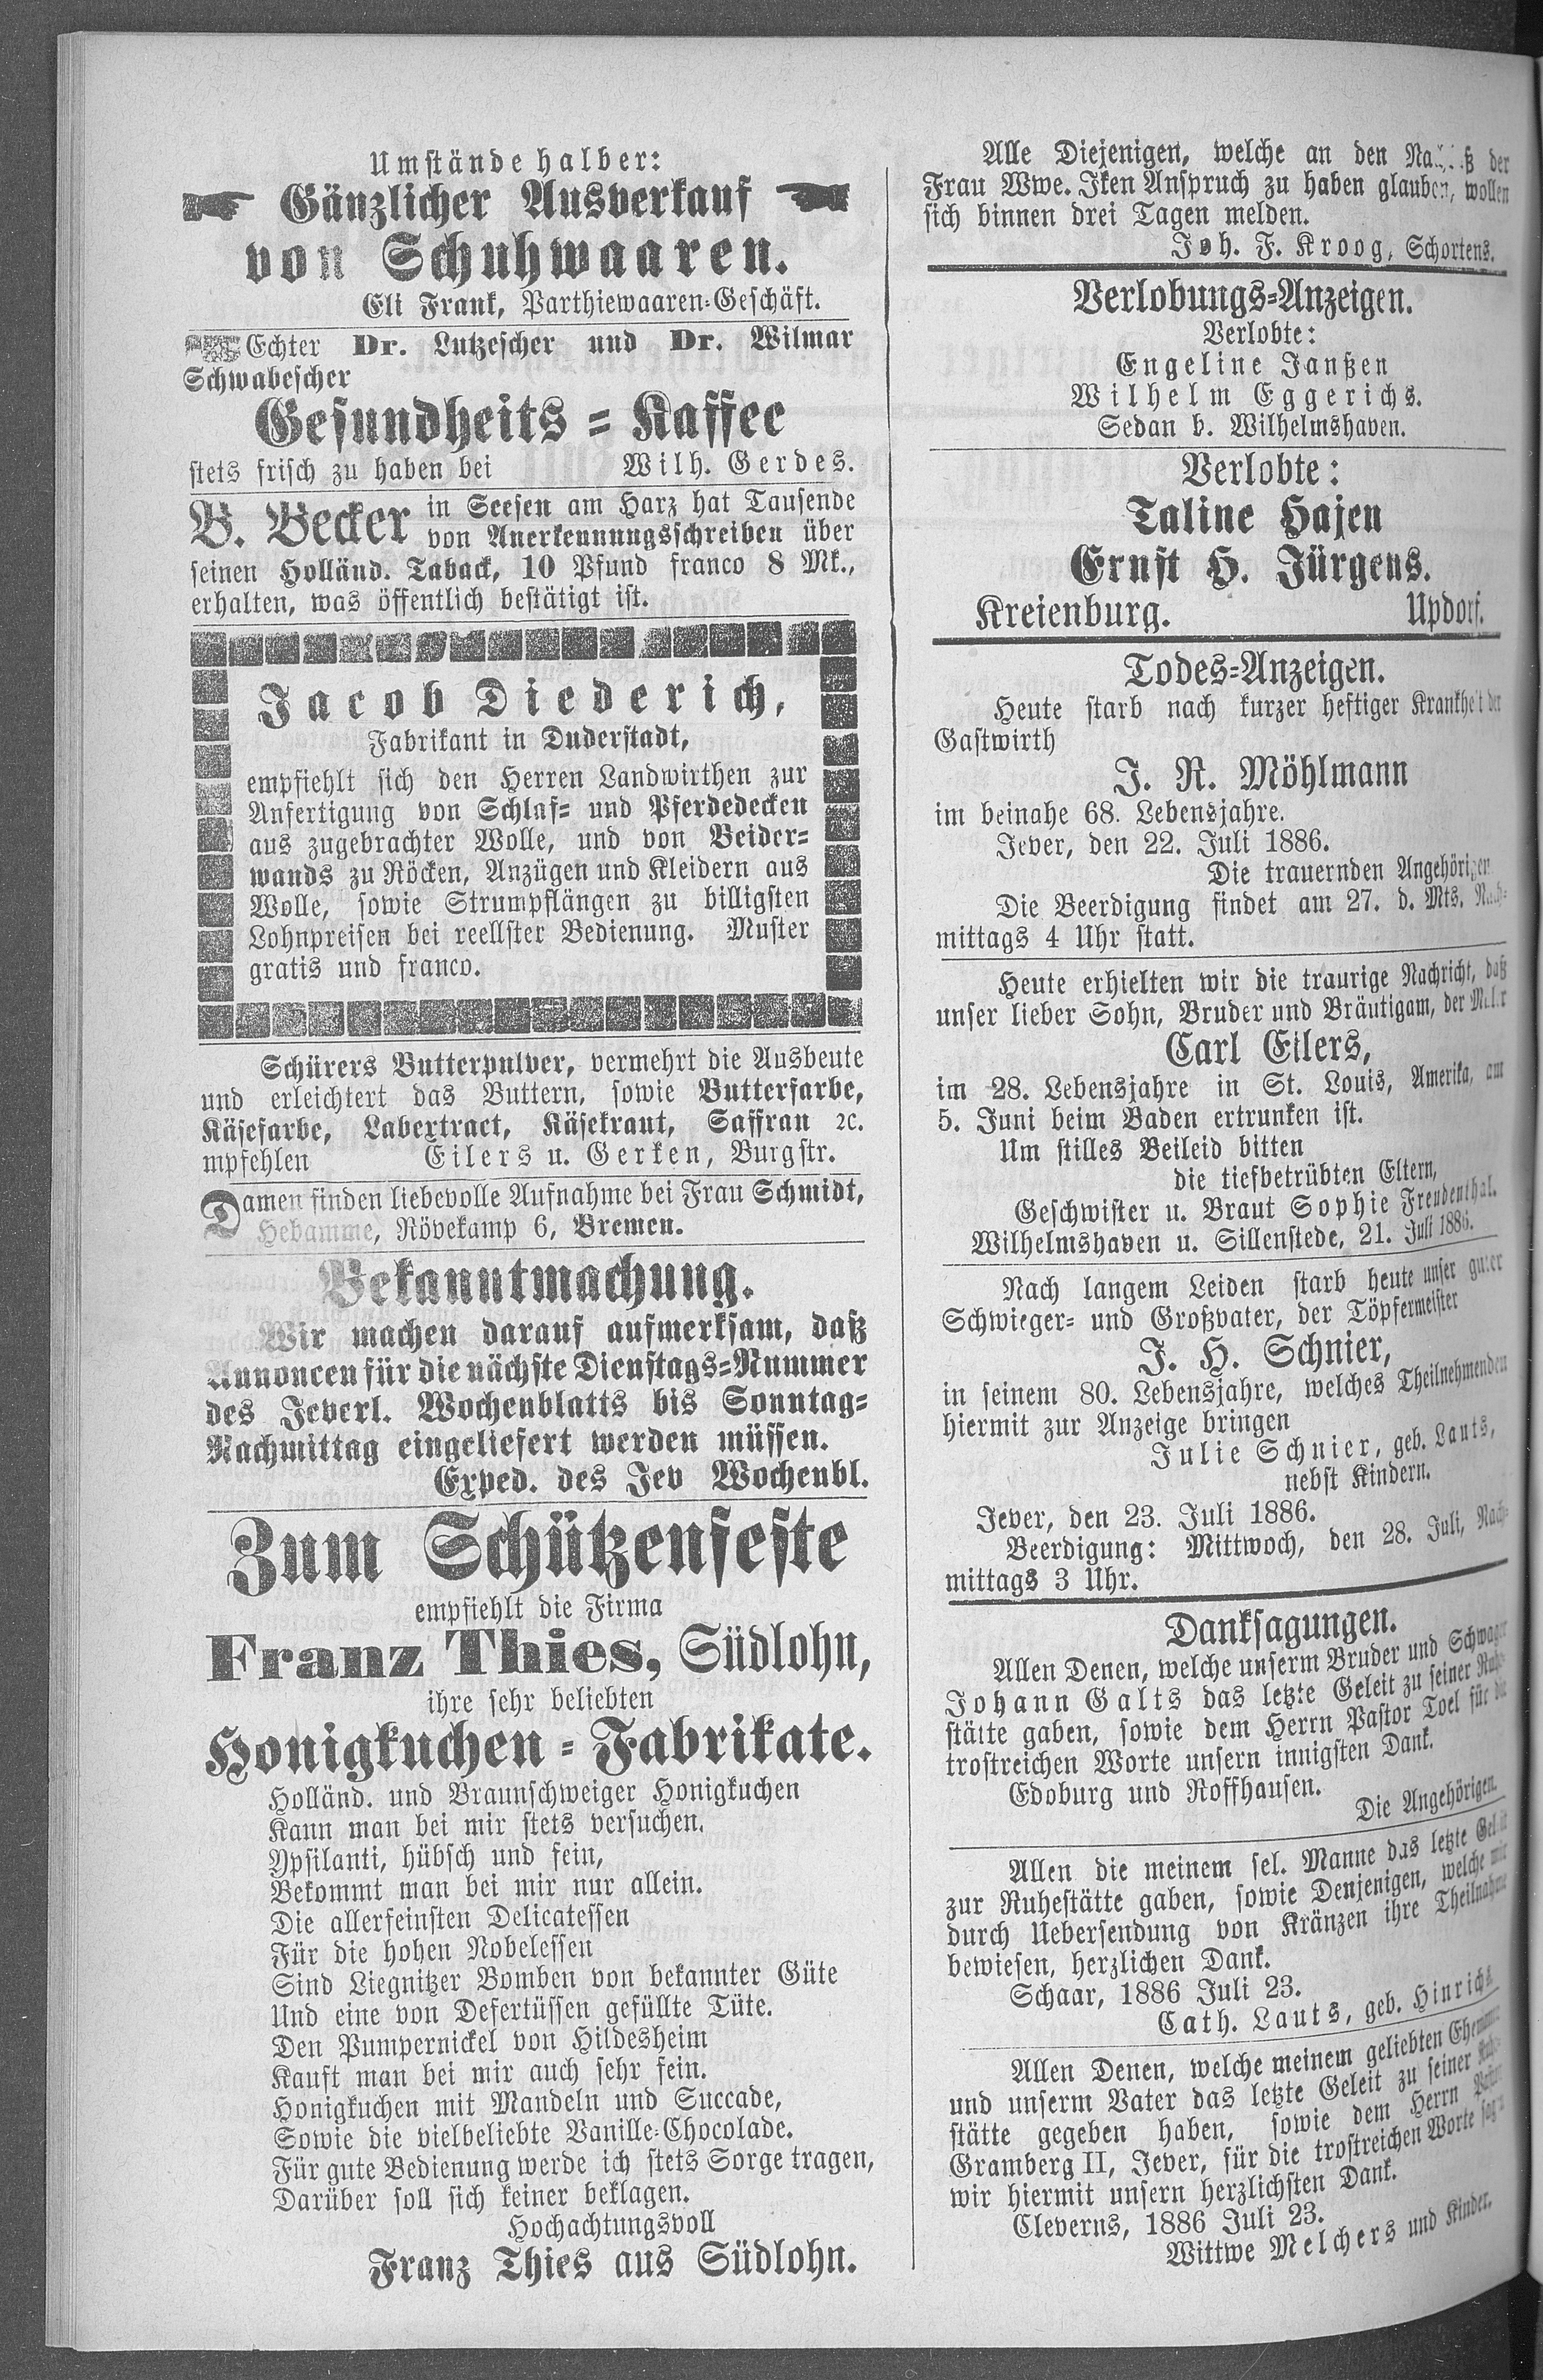 Umstände halber:
Gänzlicher Ausverkauf
von Schuhwaaren.
Eli Frank, Parthiewaaren-Geschäft.
Echter Dr. Lutzescher und Dr. Wilmar
Schwabescher
Gesundheits-Kaffee
stets frisch zu haben bei Wilh. Gerdes.
B. Becker in Seesen am Harz hat Tausende
von Anerkennungsschreiben über
seinen Holländ. Taback, 10 Pfund franco 8 Mk.,
erhalten, was öffentlich bestätigt ist.
Jacob Diederich,
Fabrikant in Duderstadt,
empfiehlt sich den Herren Landwirthen zur
Anfertigung von Schlaf- und Pferdedecken
aus zugebrachter Wolle, und von Beider-
wands zu Röcken, Anzügen und Kleidern aus
Wolle, sowie Strumpflängen zu billigsten
Lohnpreisen bei reellster Bedienung. Muster
gratis und franco.
Schürers Butterpulver, vermehrt die Ausbeute
und erleichtert das Buttern, sowie Butterfarbe,
Käsefarbe, Labextract, Käsekraut, Saffran ꝛc.
mpfehlen Eilers u. Gerken, Burgstr.
Damen finden liebevolle Aufnahme bei Frau Schmidt,
Hebamme, Rövekamp 6, Bremen.
Bekanntmachung.
Wir machen darauf aufmerksam, daß
Annoncen für die nächste Dienstags-Nummer
des Jeverl. Wochenblatts bis Sonntag-
Nachmittag eingeliefert werden müssen.
Exped. des Jev Wochenbl.
Zum Schützenfeste
empfiehlt die Firma
Franz Thies, Südlohn,
ihre sehr beliebten
Honigkuchen-Fabrikate.
Holländ. und Braunschweiger Honigkuchen
Kann man bei mir stets versuchen.
Ypsilanti, hübsch und fein,
Bekommt man bei mir nur allein.
Die allerfeinsten Delicatessen
Für die hohen Nobelessen
Sind Liegnitzer Bomben von bekannter Güte
Und eine von Desertüssen gefüllte Tüte.
Den Pumpernickel von Hildesheim
Kauft man bei mir auch sehr fein.
Honigkuchen mit Mandeln und Succade,
Sowie die vielbeliebte Vanille-Chocolade.
Für gute Bedienung werde ich stets Sorge tragen,
Darüber soll sich keiner beklagen.
Hochachtungsvoll
Franz Thies aus Südlohn.
Alle Diejenigen, welche an den Nachlaß der
Frau Wwe. Iken Anspruch zu haben glauben, wollen
sich binnen drei Tagen melden.
Joh. F. Kroog, Schortens.
Verlobungs-Anzeigen.
Verlobte:
Engeline Janßen
Wilhelm Eggerichs.
Sedan b. Wilhelmshaven.
Verlobte:
Taline Hajen
Ernst H. Jürgens.
Kreienburg. Updorf.
Todes-Anzeigen.
Heute starb nach kurzer heftiger Krankheit der
Gastwirth
J. R. Möhlmann
im beinahe 68. Lebensjahre.
Jever, den 22. Juli 1886.
Die trauernden Angehörigen
Die Beerdigung findet am 27. d. Mts. Nach-
mittags 4 Uhr statt.
Heute erhielten wir die traurige Nachricht, daß
unser lieber Sohn, Bruder und Bräutigam, der
Carl Eilers,
im 28. Lebensjahre in St. Louis, Amerika, am
5. Juni beim Baden ertrunken ist.
Um stilles Beileid bitten
die tiefbetrübten Eltern,
Geschwister u. Braut Sophie Freudenthal.
Wilhelmshaven u. Sillenstede, 21. Juli 1886.
Nach langem Leiden starb heute unser guter
Schwieger- und Großvater, der Töpfermeister
J. H. Schnier,
in seinem 80. Lebensjahre, welches Theilnehmenden
hiermit zur Anzeige bringen
Julie Schnier, geb. Lauts,
nebst Kindern.
Jever, den 23. Juli 1886.
Beerdigung: Mittwoch, den 28. Juli, Nach-
mittags 3 Uhr.
Danksagungen.
Allen Denen, welche unserm Bruder und Schwager
Johann Galts das letzte Geleit zu seiner Ruhe-
stätte gaben, sowie dem Herrn Pastor Toel für die
trostreichen Worte unsern innigsten Dank.
Edoburg und Roffhausen.
Die Angehörigen.
Allen die meinem sel. Manne das letzte Geleit
zur Ruhestätte gaben, sowie Denjenigen, welche mir
durch Uebersendung von Kränzen ihre Theilnahme
bewiesen, herzlichen Dank.
Schaar, 1886 Juli 23.
Cath. Lauts, geb. Hinrichs.
Allen Denen, welche meinem geliebten
und unserm Vater das letzte Geleit zu seiner Ruhe-
stätte gegeben haben, sowie dem Herrn Pastor
Gramberg II, Jever, für die trostreichen Worte sagen
wir hiermit unsern herzlichsten Dank.
Cleverns, 1886 Juli 23.
Wittwe Melchers und Kinder.